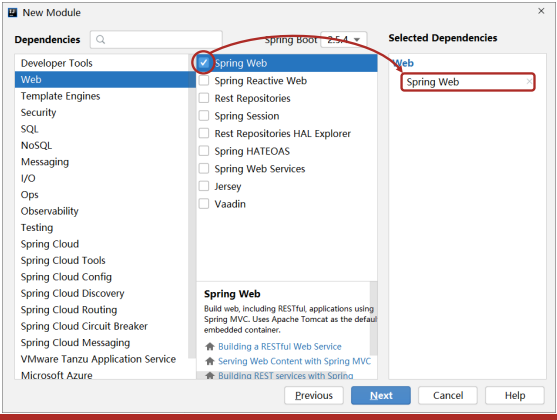 New Module
Dependencies
Spring Boot 2.5.4
Selected Dependencies
Developer Tools
Web
Template Engines
Security
SQL
NoSQL
Messaging
I/O
Ops
Observability
Testing
Spring Cloud
Spring Cloud Tools
Spring Cloud Config
Spring Cloud Discovery
Spring Cloud Routing
Spring Cloud Circuit Breaker
Spring Cloud Messaging
VMware Tanzu Application Service
Microsoft Azure
Spring Web
Spring Reactive Web
Rest Repositories
Spring Session
Rest Repositories HAL Explorer
Spring HATEOAS
Spring Web Services
Jersey
Vaadin
Spring Web
Build web, including RESTful, applications using
Spring MVC. Uses Apache Tomcat as the defaul
embedded container.
Building a RESTful Web Service
Serving Web Content with Spring MVC
Building REST services with Spring
Web
Spring Web
Previous
Next
Cancel
Help